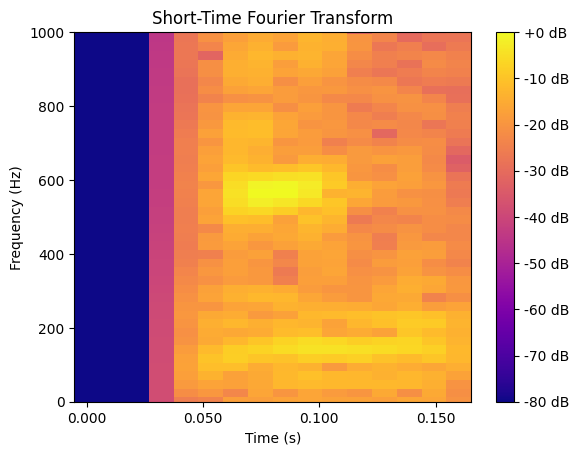 Short-Time Fourier Transform
1000
800
600
400
200
0
Frequency (Hz)
0.000
0.050
0.100
0.150
Time (s)
+0 dB
-10 dB
-20 dB
-30 dB
-40 dB
-50 dB
-60 dB
-70 dB
-80 dB